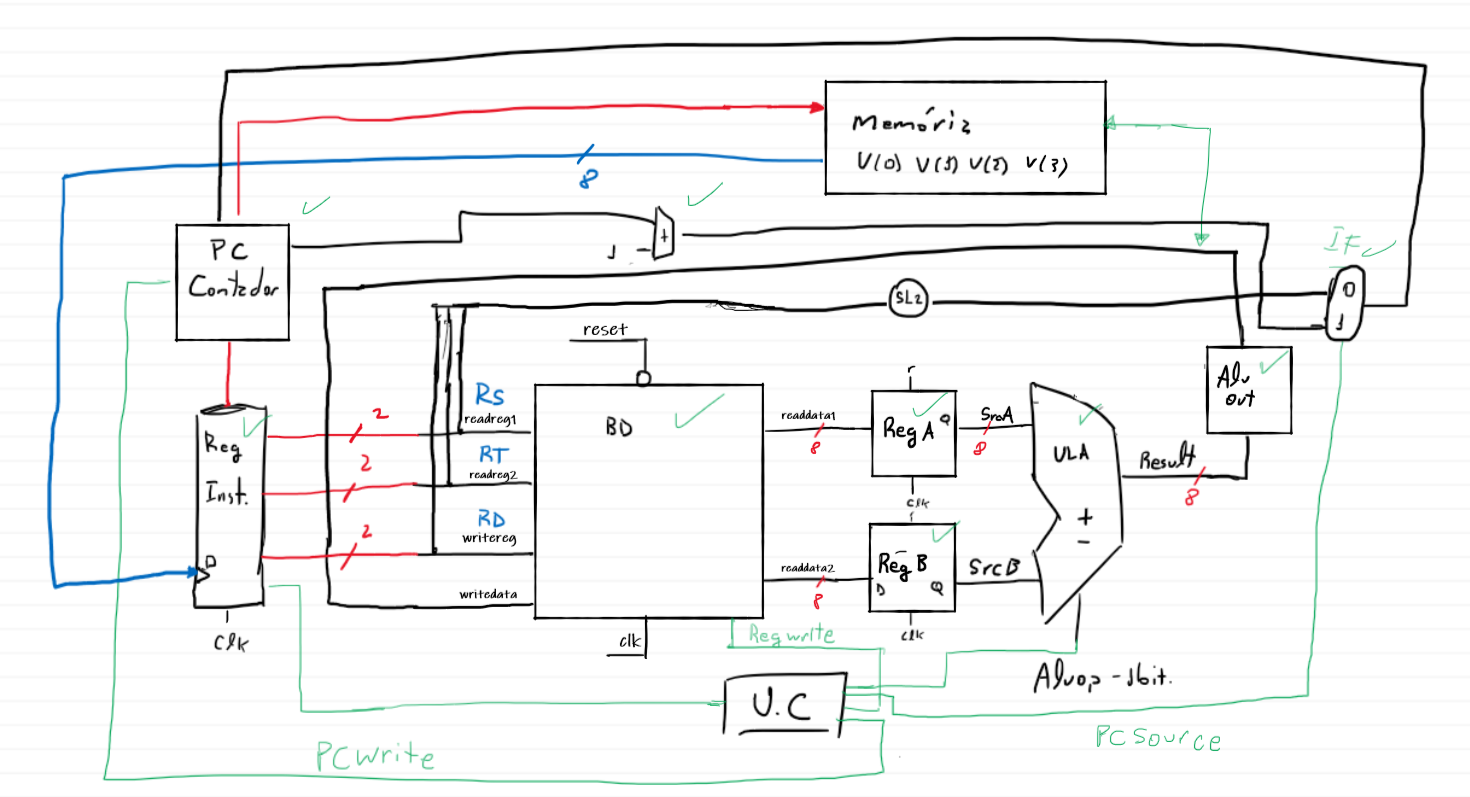 Memória
V(0) V(1) V(2) V(3)
8
PC
Contador
+
1
IF
SL2
0
1
reset
Reg
Inst.
D
clk
2
2
2
RS
readreg1
RT
readreg2
RD
writereg
writedata
BD
clk
readdata1
8
readdata2
8
r
Reg A
Q
clk
SrcA
8
r
Reg B
D
Q
clk
SrcB
ULA
+
-
Result
8
Alu
out
Regwrite
U.C
Aluop - 1bit.
PCSource
PCWrite